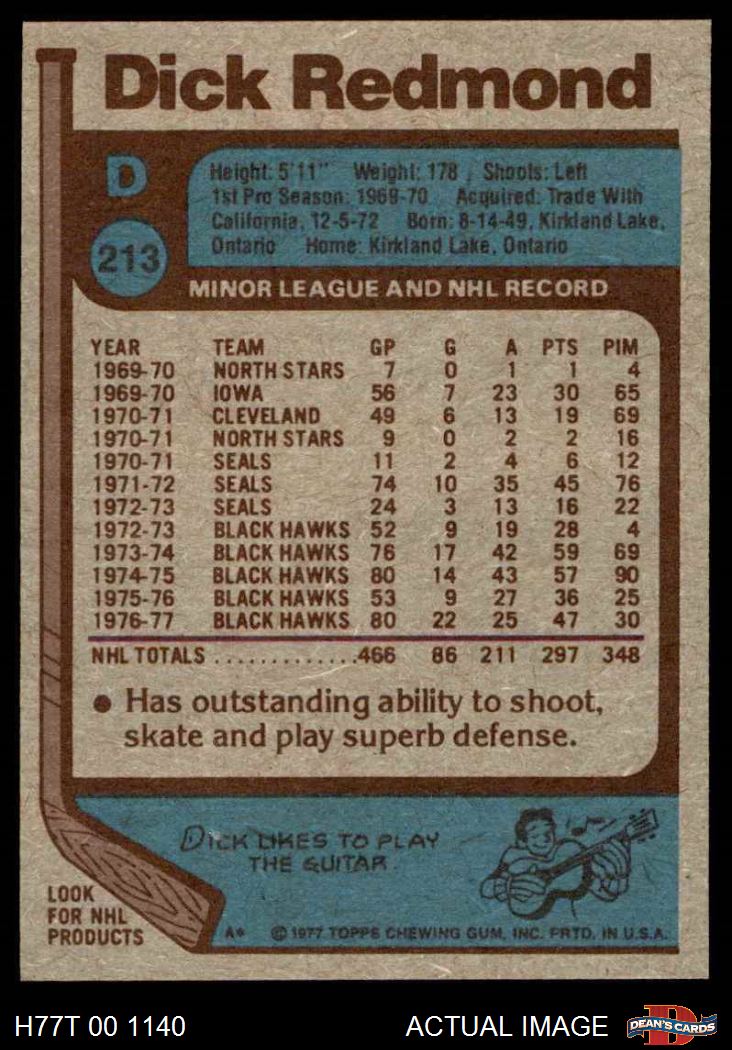 Dick Redmond
D
213
Height: 5'11" Weight: 178 Shoots: Left
1st Pro Season: 1969-70 Acquired: Trade With
California, 12-5-72 Born: 8-14-49, Kirkland Lake,
Ontario Home: Kirkland Lake, Ontario
MINOR LEAGUE AND NHL RECORD
YEAR TEAM GP G A PTS PIM
1969-70 NORTH STARS 7 0 1 1 4
1969-70 IOWA 56 7 23 30 65
1970-71 CLEVELAND 49 6 13 19 69
1970-71 NORTH STARS 9 0 2 2 16
1970-71 SEALS 11 2 4 6 12
1971-72 SEALS 74 10 35 45 76
1972-73 SEALS 24 3 13 16 22
1972-73 BLACK HAWKS 52 9 19 28 4
1973-74 BLACK HAWKS 76 17 42 59 69
1974-75 BLACK HAWKS 80 14 43 57 90
1975-76 BLACK HAWKS 53 9 27 36 25
1976-77 BLACK HAWKS 80 22 25 47 30
NHL TOTALS ............466 86 211 297 348
• Has outstanding ability to shoot,
skate and play superb defense.
DICK LIKES TO PLAY
THE GUITAR.
LOOK
FOR NHL
PRODUCTS
A* © 1977 TOPPS CHEWING GUM, INC. PRTD. IN U.S.A.
H77T 00 1140 ACTUAL IMAGE
D
DEAN'S CARDS